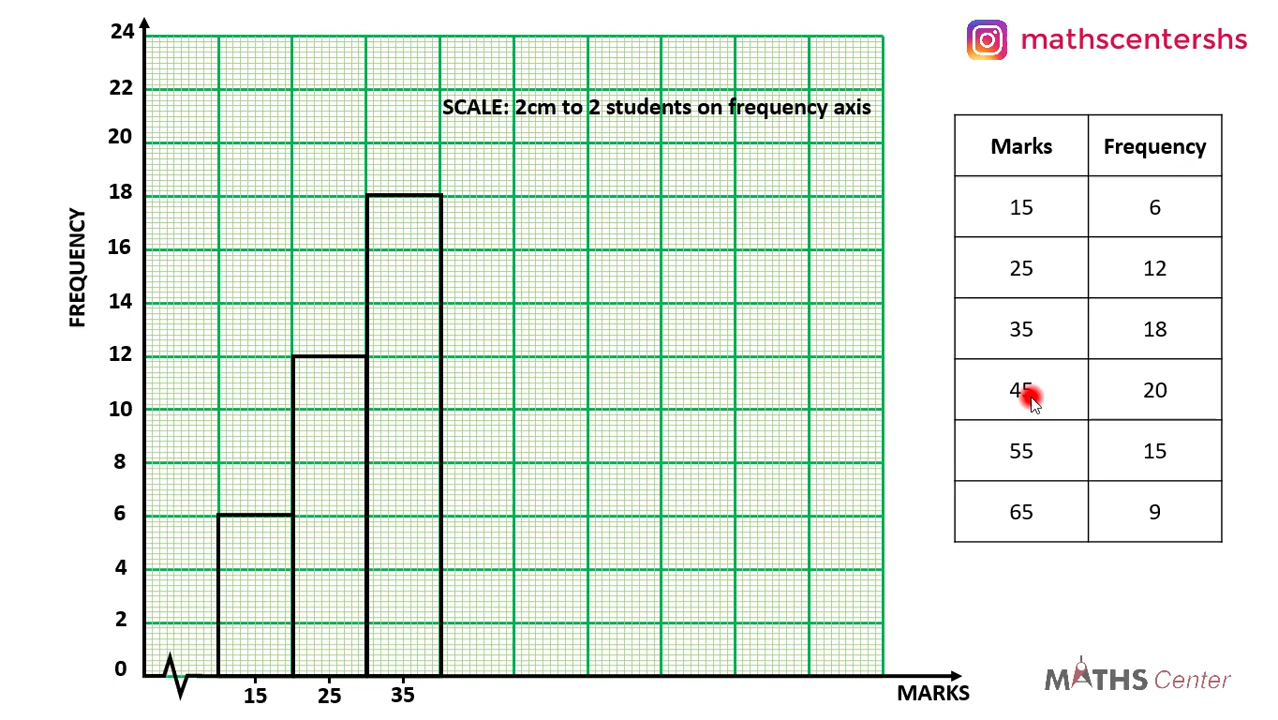 mathscentershs
SCALE: 2cm to 2 students on frequency axis
FREQUENCY
24
22
20
18
16
14
12
10
8
6
4
2
0
15 25 35
MARKS
Marks Frequency
15 6
25 12
35 18
45 20
55 15
65 9
MATHS Center